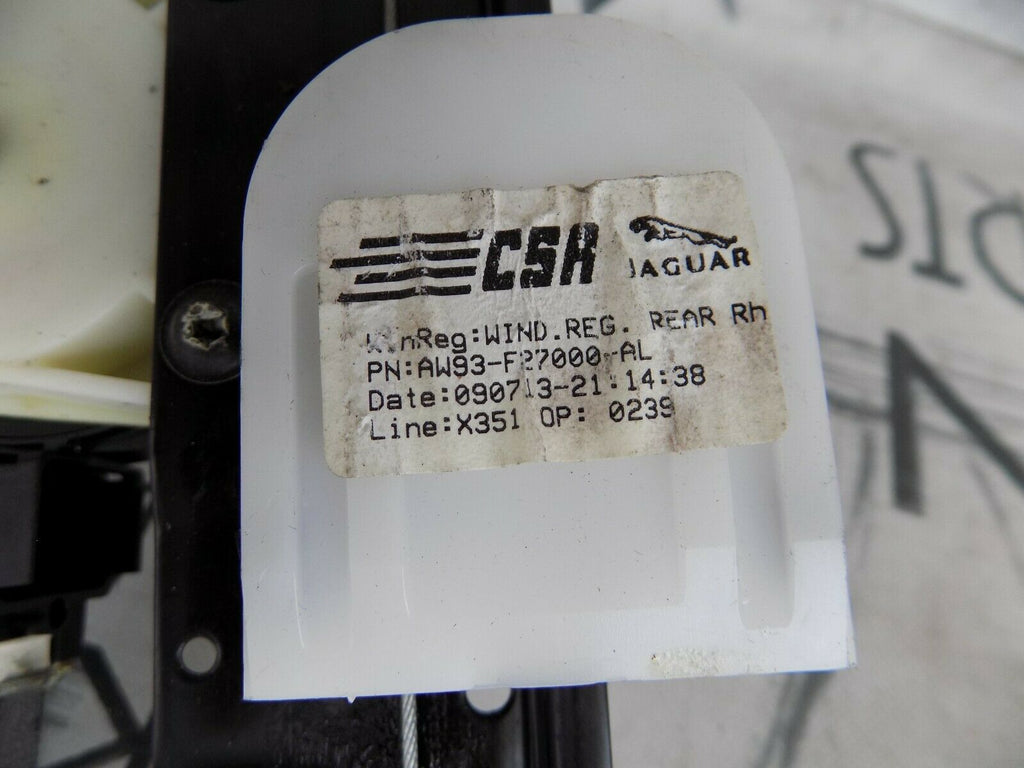 CSA JAGUAR
WinReg:WIND.REG. REAR Rh
PN:AW93-F27000-AL
Date:090713-21:14:38
Line:X351 OP: 0239